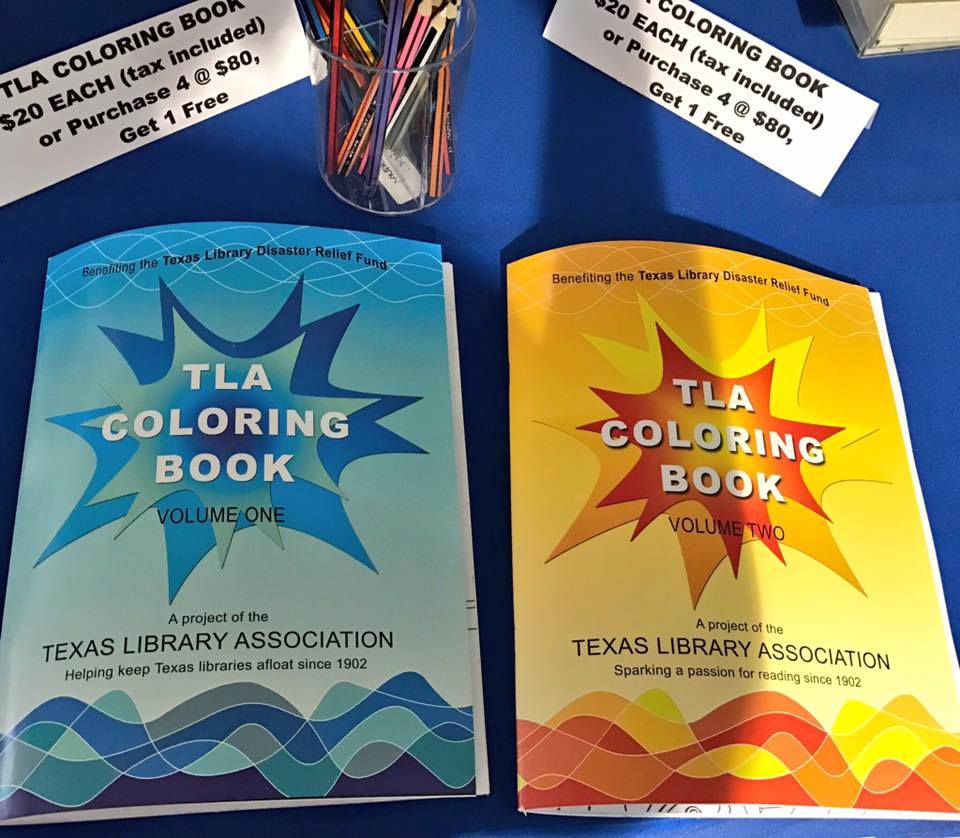 TLA COLORING BOOK
$20 EACH (tax included)
or Purchase 4 @ $80,
Get 1 Free
COLORING BOOK
$20 EACH (tax included)
or Purchase 4 @ $80,
Get 1 Free
Benefiting the Texas Library Disaster Relief Fund
TLA
COLORING
BOOK
VOLUME ONE
A project of the
TEXAS LIBRARY ASSOCIATION
Helping keep Texas libraries afloat since 1902
Benefiting the Texas Library Disaster Relief Fund
TLA
COLORING
BOOK
VOLUME TWO
A project of the
TEXAS LIBRARY ASSOCIATION
Sparking a passion for reading since 1902